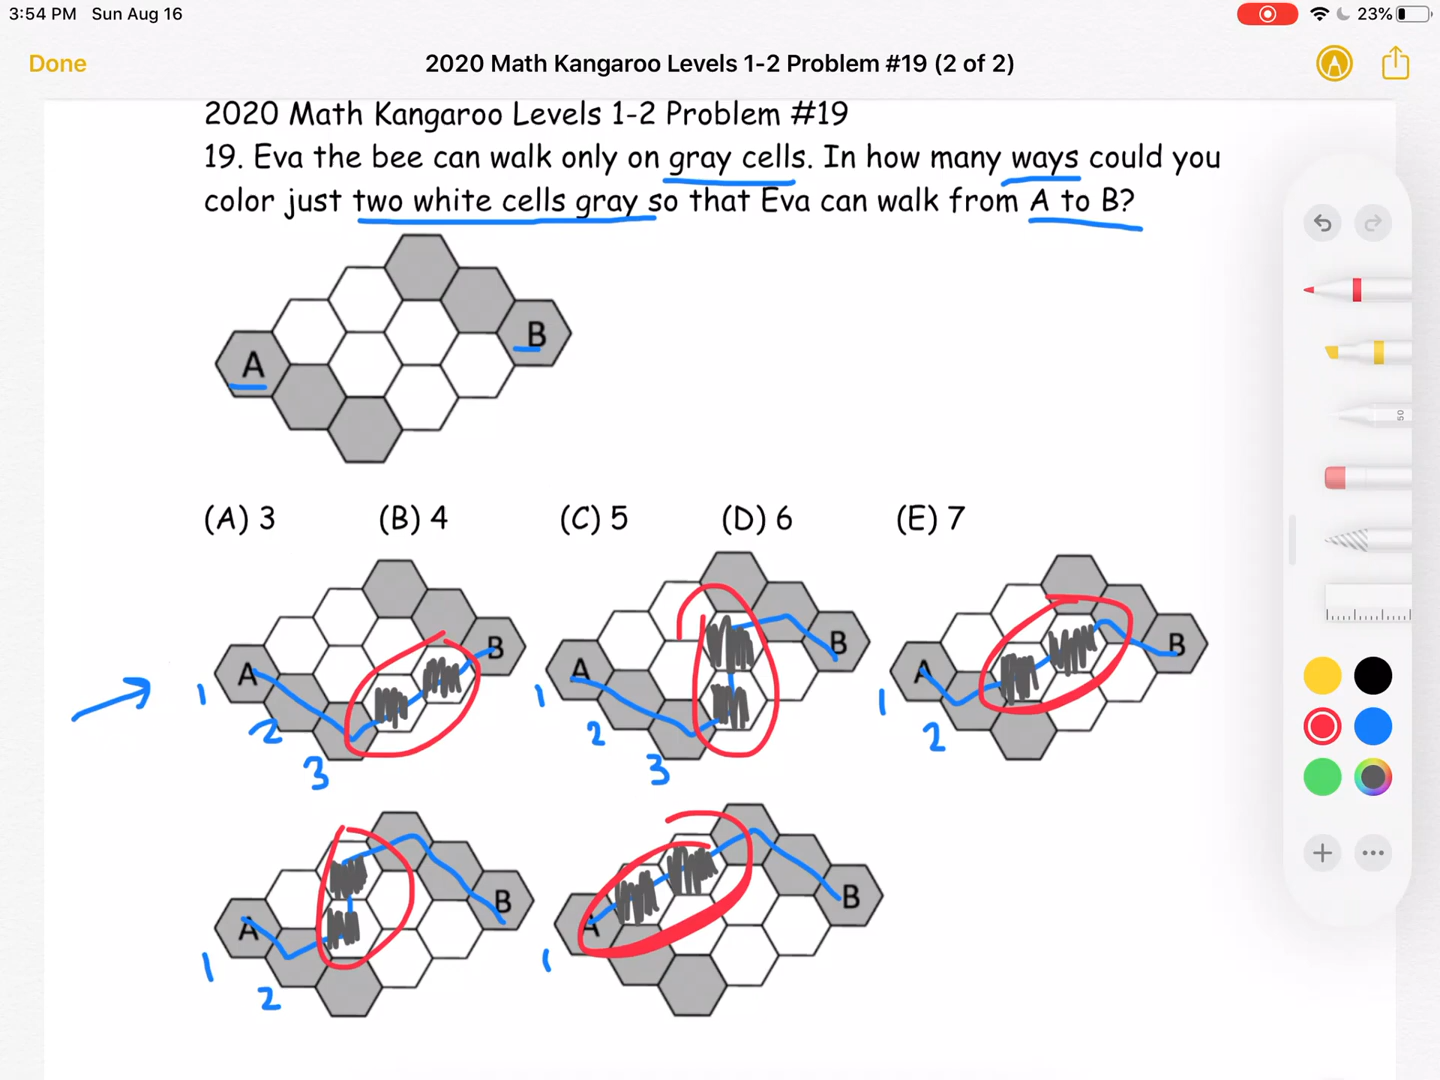 3:54 PM Sun Aug 16
23%
Done
2020 Math Kangaroo Levels 1-2 Problem #19 (2 of 2)
2020 Math Kangaroo Levels 1-2 Problem #19
19. Eva the bee can walk only on gray cells. In how many ways could you
color just two white cells gray so that Eva can walk from A to B?
A
B
(A) 3 (B) 4 (C) 5 (D) 6 (E) 7
A B
1 2 3
A B
1 2 3
A B
1 2
A B
1 2
A B
1
50